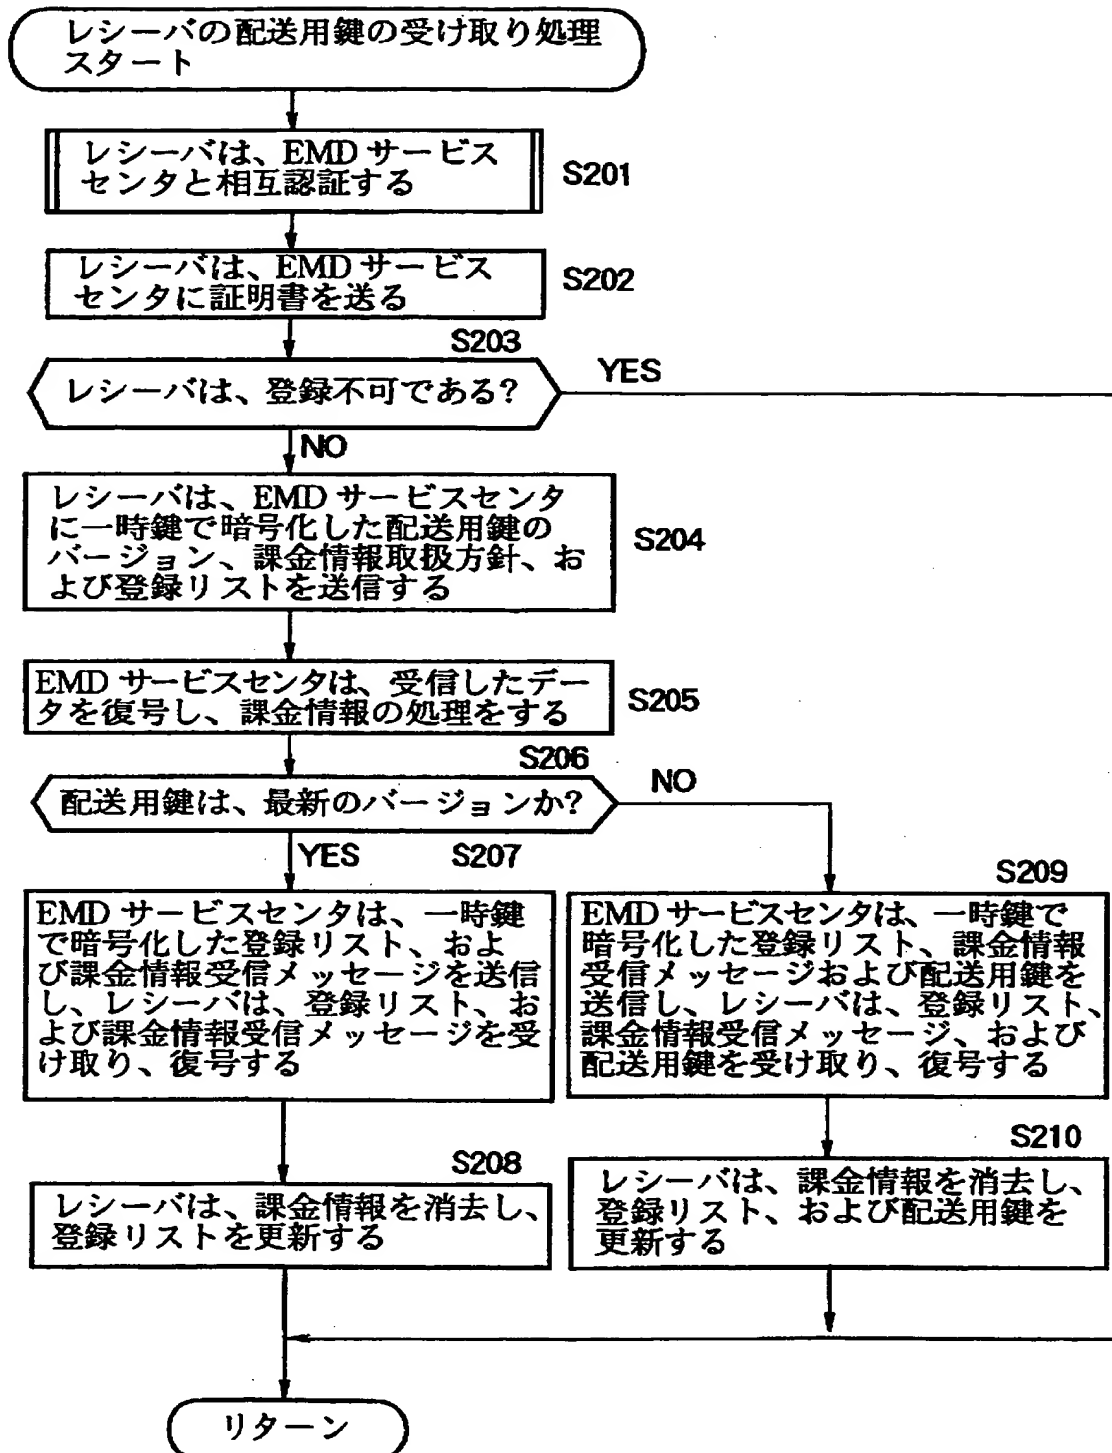 レシーバの配送用鍵の受け取り処理
スタート
レシーバは、EMD サービス
センタと相互認証する
S201
レシーバは、EMD サービス
センタに証明書を送る
S202
S203
レシーバは、登録不可である?
YES
NO
レシーバは、EMD サービスセンタ
に一時鍵で暗号化した配送用鍵の
バージョン、課金情報取扱方針、お
よび登録リストを送信する
S204
EMD サービスセンタは、受信したデー
タを復号し、課金情報の処理をする
S205
S206
配送用鍵は、最新のバージョンか?
NO
YES
S207
EMD サービスセンタは、一時鍵
で暗号化した登録リスト、およ
び課金情報受信メッセージを送信
し、レシーバは、登録リスト、お
よび課金情報受信メッセージを受
け取り、復号する
S209
EMD サービスセンタは、一時鍵で
暗号化した登録リスト、課金情報
受信メッセージおよび配送用鍵を
送信し、レシーバは、登録リスト、
課金情報受信メッセージ、および
配送用鍵を受け取り、復号する
S208
レシーバは、課金情報を消去し、
登録リストを更新する
S210
レシーバは、課金情報を消去し、
登録リスト、および配送用鍵を
更新する
リターン